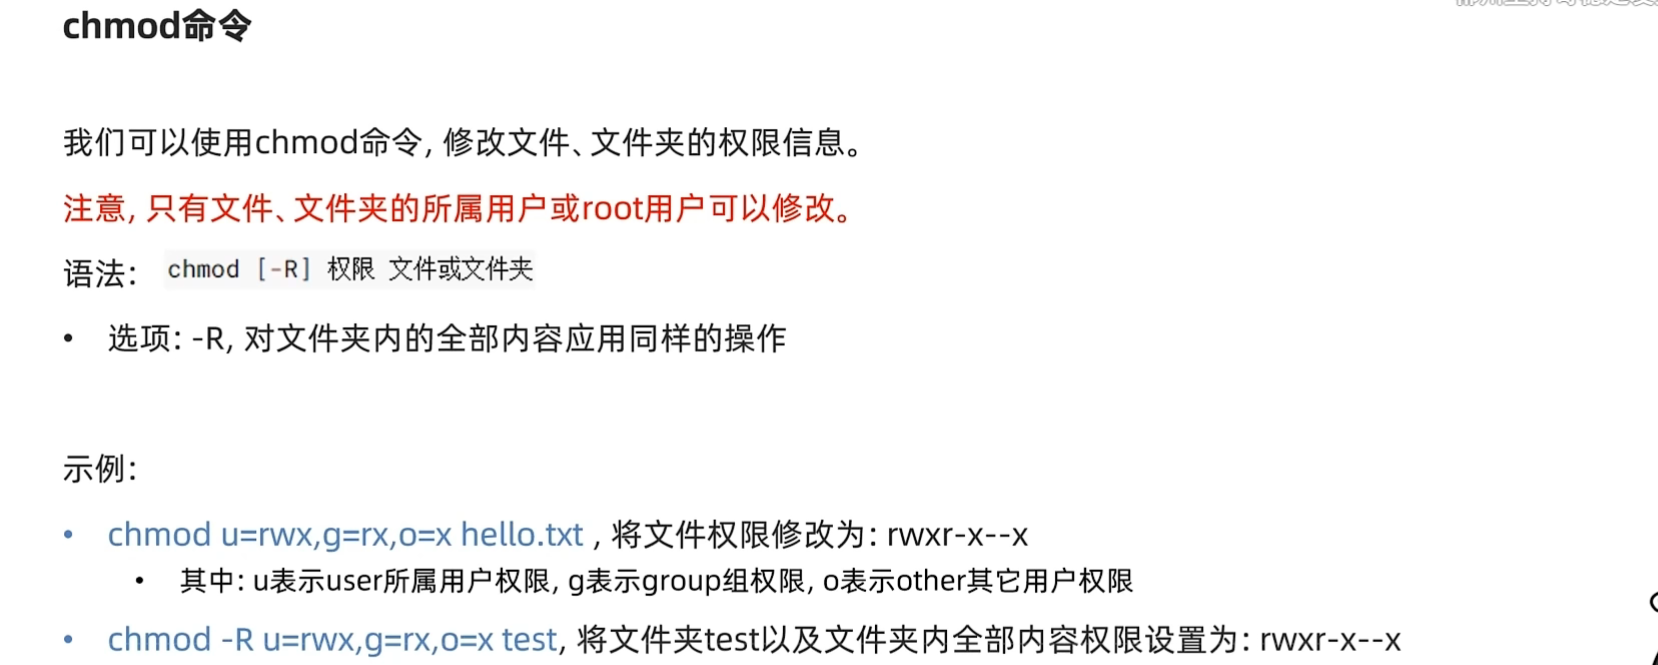 chmod命令
我们可以使用chmod命令, 修改文件、文件夹的权限信息。
注意, 只有文件、文件夹的所属用户或root用户可以修改。
语法: chmod [-R] 权限 文件或文件夹
• 选项: -R, 对文件夹内的全部内容应用同样的操作
示例:
• chmod u=rwx,g=rx,o=x hello.txt , 将文件权限修改为: rwxr-x--x
• 其中: u表示user所属用户权限, g表示group组权限, o表示other其它用户权限
• chmod -R u=rwx,g=rx,o=x test, 将文件夹test以及文件夹内全部内容权限设置为: rwxr-x--x